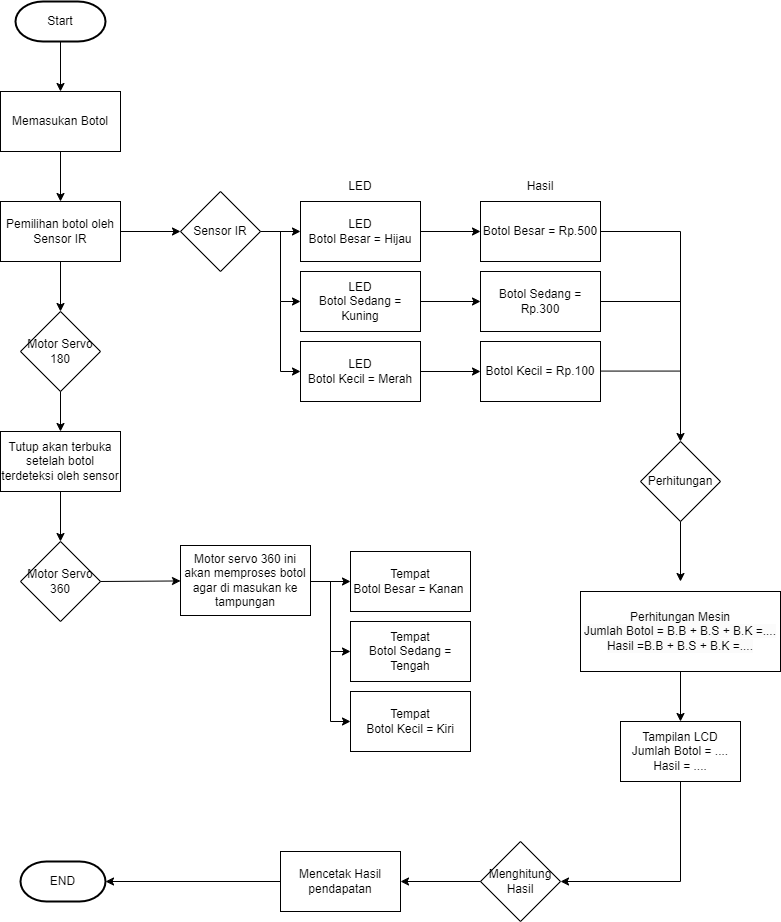 Start
Memasukan Botol
LED
Hasil
Pemilihan botol oleh
Sensor IR
Sensor IR
LED
Botol Besar = Hijau
Botol Besar = Rp.500
LED
Botol Sedang =
Kuning
Botol Sedang =
Rp.300
LED
Botol Kecil = Merah
Botol Kecil = Rp.100
Motor Servo
180
Tutup akan terbuka
setelah botol
terdeteksi oleh sensor
Perhitungan
Motor Servo
360
Motor servo 360 ini
akan memproses botol
agar di masukan ke
tampungan
Tempat
Botol Besar = Kanan
Tempat
Botol Sedang =
Tengah
Tempat
Botol Kecil = Kiri
Perhitungan Mesin
Jumlah Botol = B.B + B.S + B.K =....
Hasil =B.B + B.S + B.K =....
Tampilan LCD
Jumlah Botol = ....
Hasil = ....
Menghitung
Hasil
Mencetak Hasil
pendapatan
END